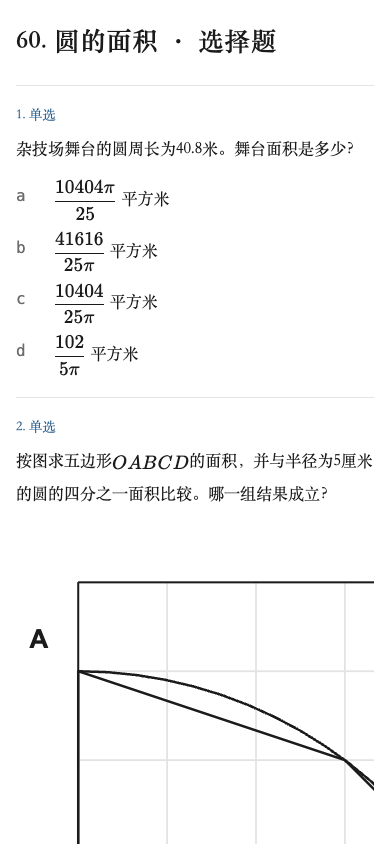 60. 圆的面积 · 选择题
1. 单选
杂技场舞台的圆周长为40.8米。舞台面积是多少?
a 10404π/25 平方米
b 41616/25π 平方米
c 10404/25π 平方米
d 102/5π 平方米
2. 单选
按图求五边形OABCD的面积，并与半径为5厘米
的圆的四分之一面积比较。哪一组结果成立?
A